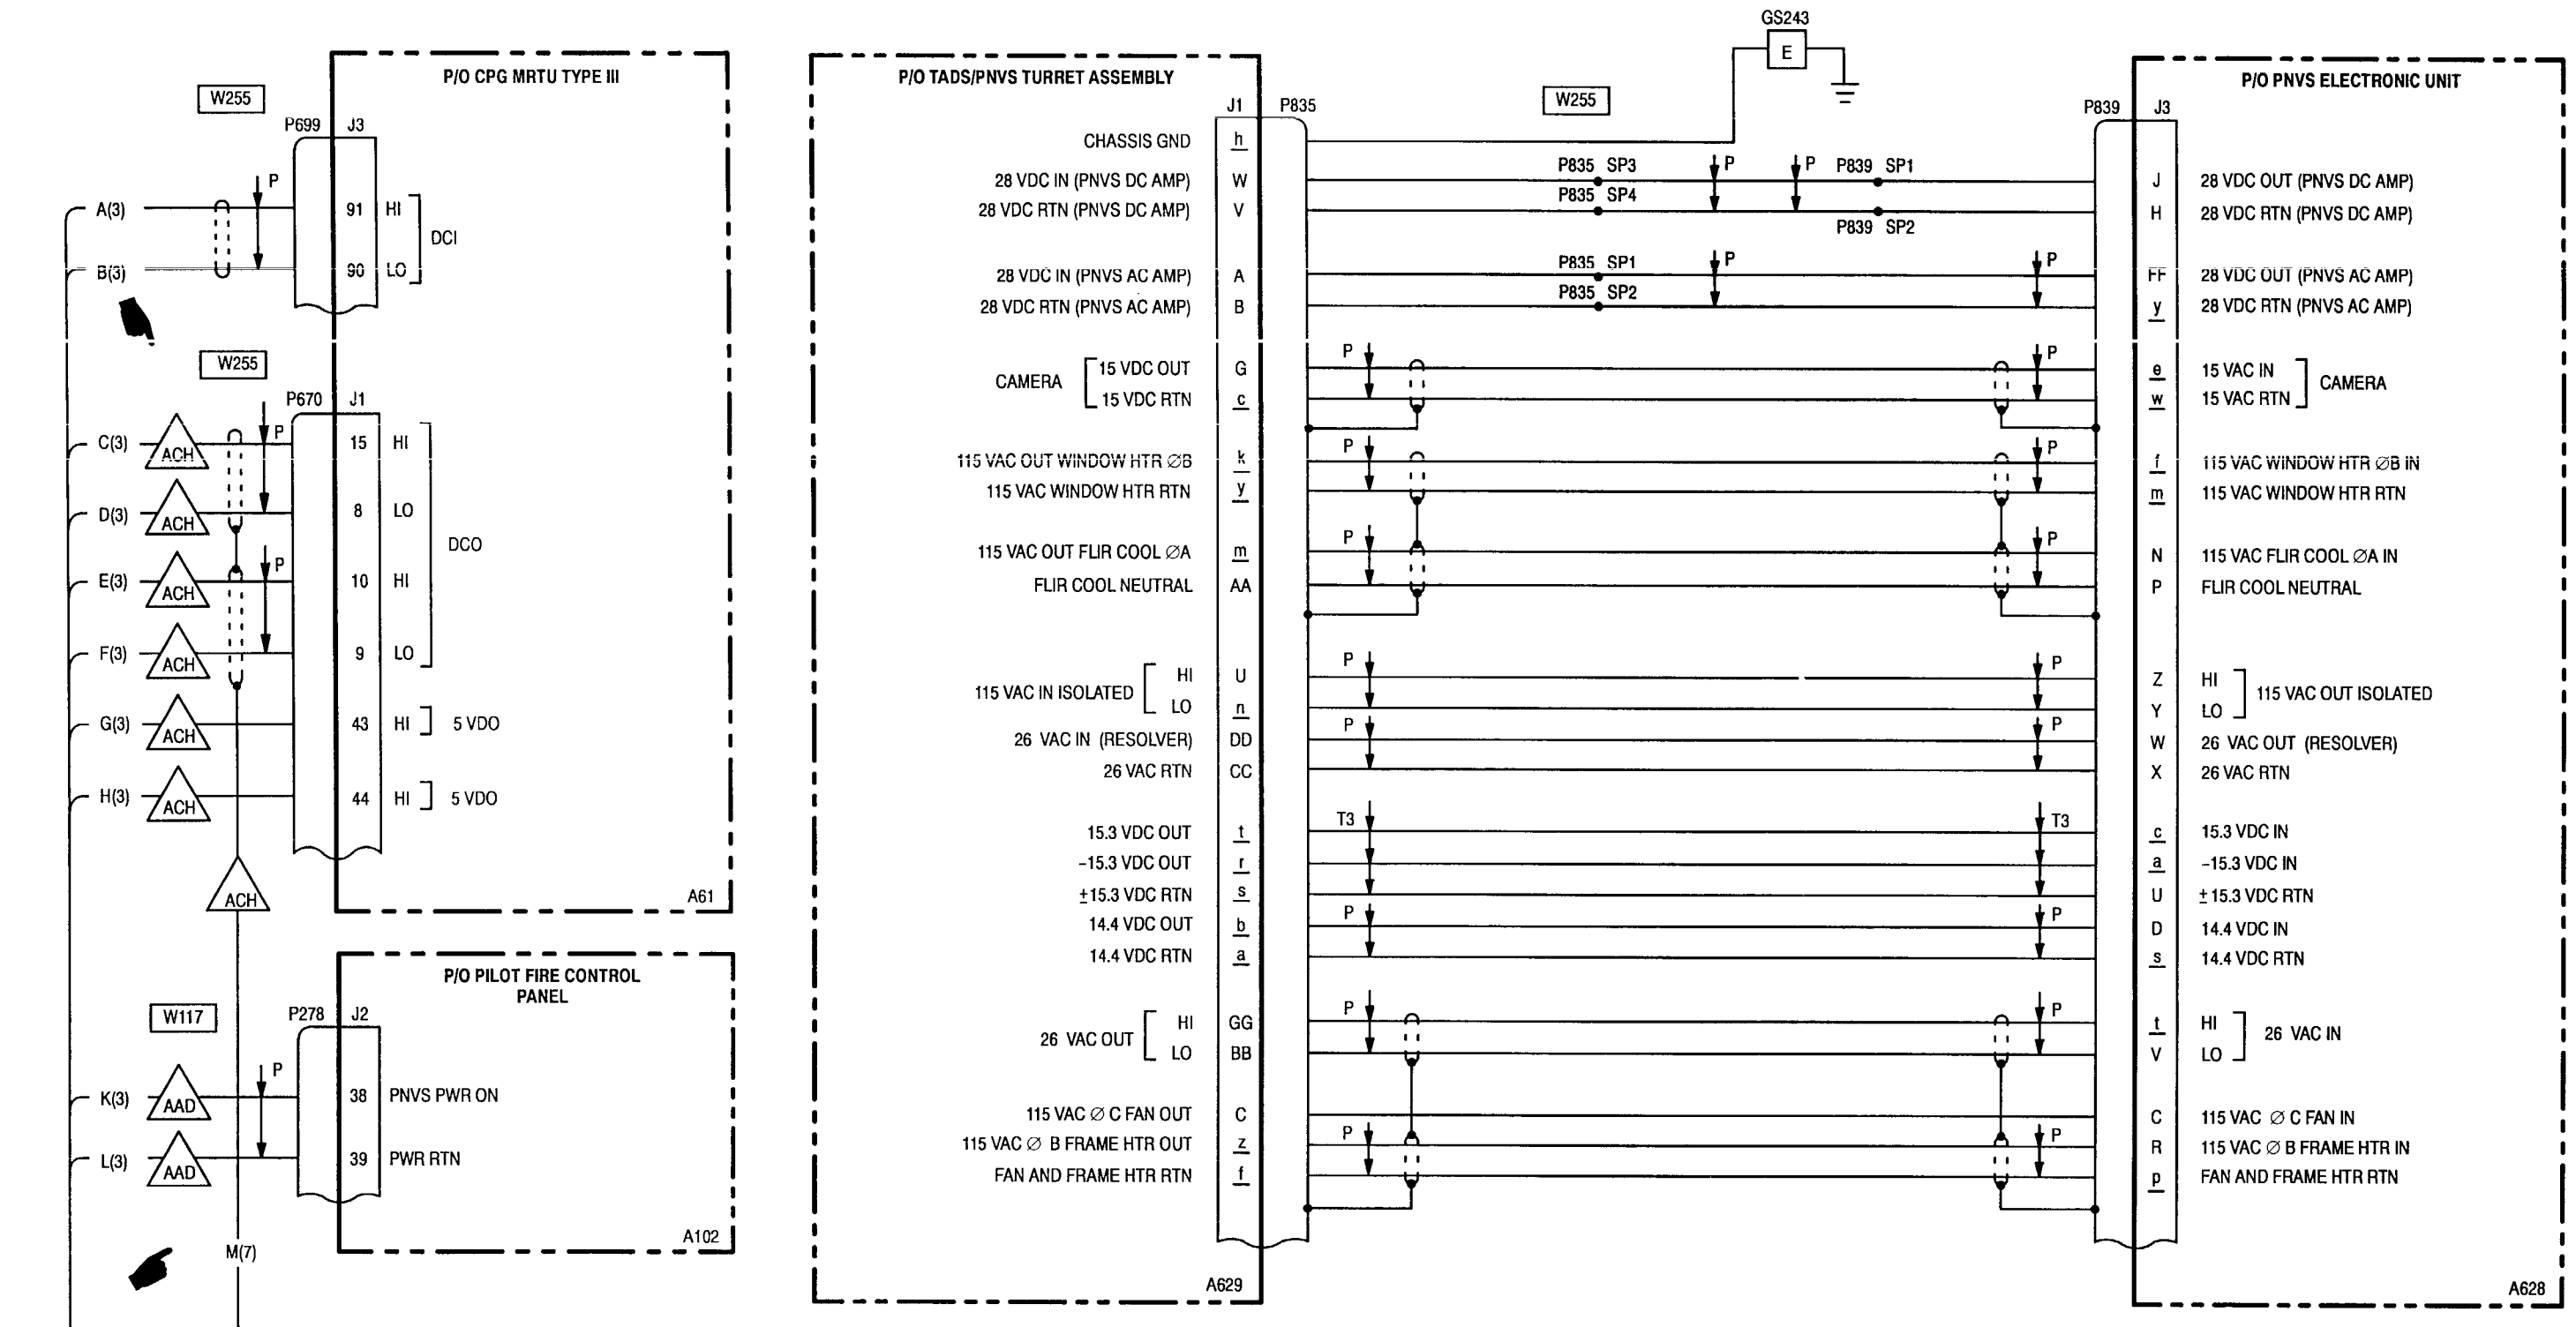 P/O CPG MRTU TYPE III
W255
P699 J3
P
A(3) 91 HI
DCI
B(3) 90 LO
W255
P670 J1
P
C(3) ACH 15 HI
D(3) ACH 8 LO
DCO
P
E(3) ACH 10 HI
F(3) ACH 9 LO
G(3) ACH 43 HI 5 VDO
H(3) ACH 44 HI 5 VDO
ACH
A61
P/O PILOT FIRE CONTROL
PANEL
W117
P278 J2
P
K(3) AAD 38 PNVS PWR ON
L(3) AAD 39 PWR RTN
A102
M(7)
GS243
E
P/O TADS/PNVS TURRET ASSEMBLY
W255
P/O PNVS ELECTRONIC UNIT
J1 P835
P839 J3
CHASSIS GND h
P835 SP3 P P P839 SP1
28 VDC IN (PNVS DC AMP) W J 28 VDC OUT (PNVS DC AMP)
P835 SP4
28 VDC RTN (PNVS DC AMP) V H 28 VDC RTN (PNVS DC AMP)
P839 SP2
P835 SP1 P P
28 VDC IN (PNVS AC AMP) A FF 28 VDC OUT (PNVS AC AMP)
P835 SP2
28 VDC RTN (PNVS AC AMP) B y 28 VDC RTN (PNVS AC AMP)
P P
15 VDC OUT G e 15 VAC IN
CAMERA CAMERA
15 VDC RTN c w 15 VAC RTN
P P
115 VAC OUT WINDOW HTR ∅B k f 115 VAC WINDOW HTR ∅B IN
115 VAC WINDOW HTR RTN y m 115 VAC WINDOW HTR RTN
P P
115 VAC OUT FLIR COOL ∅A m N 115 VAC FLIR COOL ∅A IN
FLIR COOL NEUTRAL AA P FLIR COOL NEUTRAL
P P
HI U Z HI
115 VAC IN ISOLATED 115 VAC OUT ISOLATED
LO n Y LO
P P
26 VAC IN (RESOLVER) DD W 26 VAC OUT (RESOLVER)
26 VAC RTN CC X 26 VAC RTN
T3 T3
15.3 VDC OUT t c 15.3 VDC IN
-15.3 VDC OUT r a -15.3 VDC IN
±15.3 VDC RTN s U ±15.3 VDC RTN
P P
14.4 VDC OUT b D 14.4 VDC IN
14.4 VDC RTN a s 14.4 VDC RTN
P P
HI GG t HI
26 VAC OUT 26 VAC IN
LO BB V LO
115 VAC ∅ C FAN OUT C C 115 VAC ∅ C FAN IN
P P
115 VAC ∅ B FRAME HTR OUT z R 115 VAC ∅ B FRAME HTR IN
FAN AND FRAME HTR RTN f p FAN AND FRAME HTR RTN
A629
A628